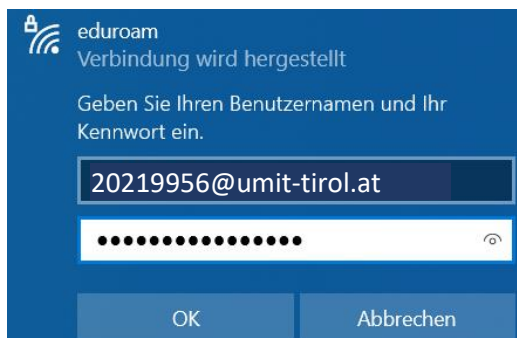 eduroam
Verbindung wird hergestellt
Geben Sie Ihren Benutzernamen und Ihr
Kennwort ein.
20219956@umit-tirol.at
••••••••••••••••
OK Abbrechen